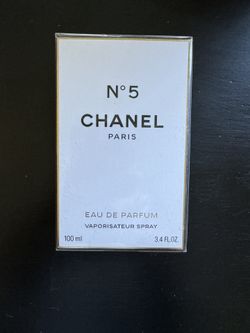 N°5
CHANEL
PARIS
EAU DE PARFUM
VAPORISATEUR SPRAY
100 ml 3.4 FL.OZ.